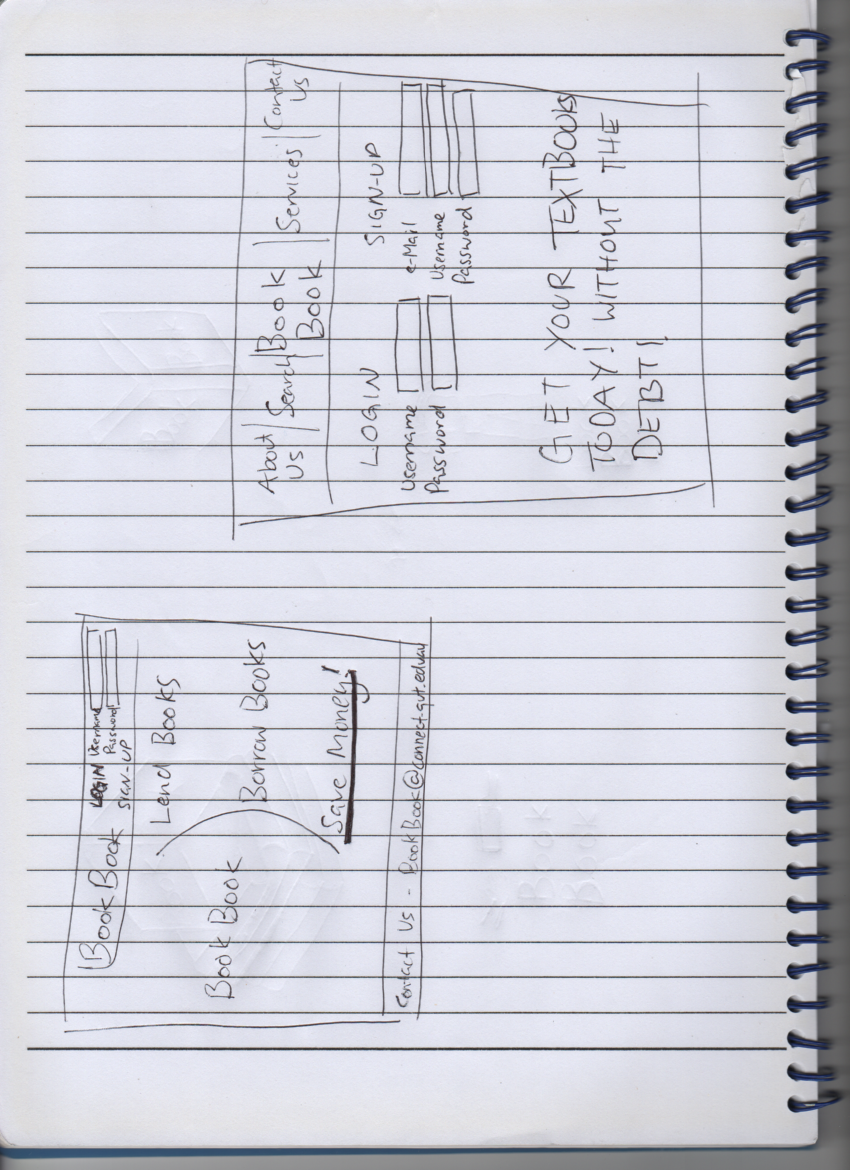 Book Book
LOGIN Username
Password
SIGN-UP
Book Book
Lend Books
Borrow Books
Save Money!
Contact Us - BookBook@connect.qut.edu.au
About Us | Search | Book Book | Services | Contact Us
LOGIN
Username
Password
SIGN-UP
e-Mail
Username
Password
GET YOUR TEXTBOOKS
TODAY! WITHOUT THE
DEBT!
Book
Book